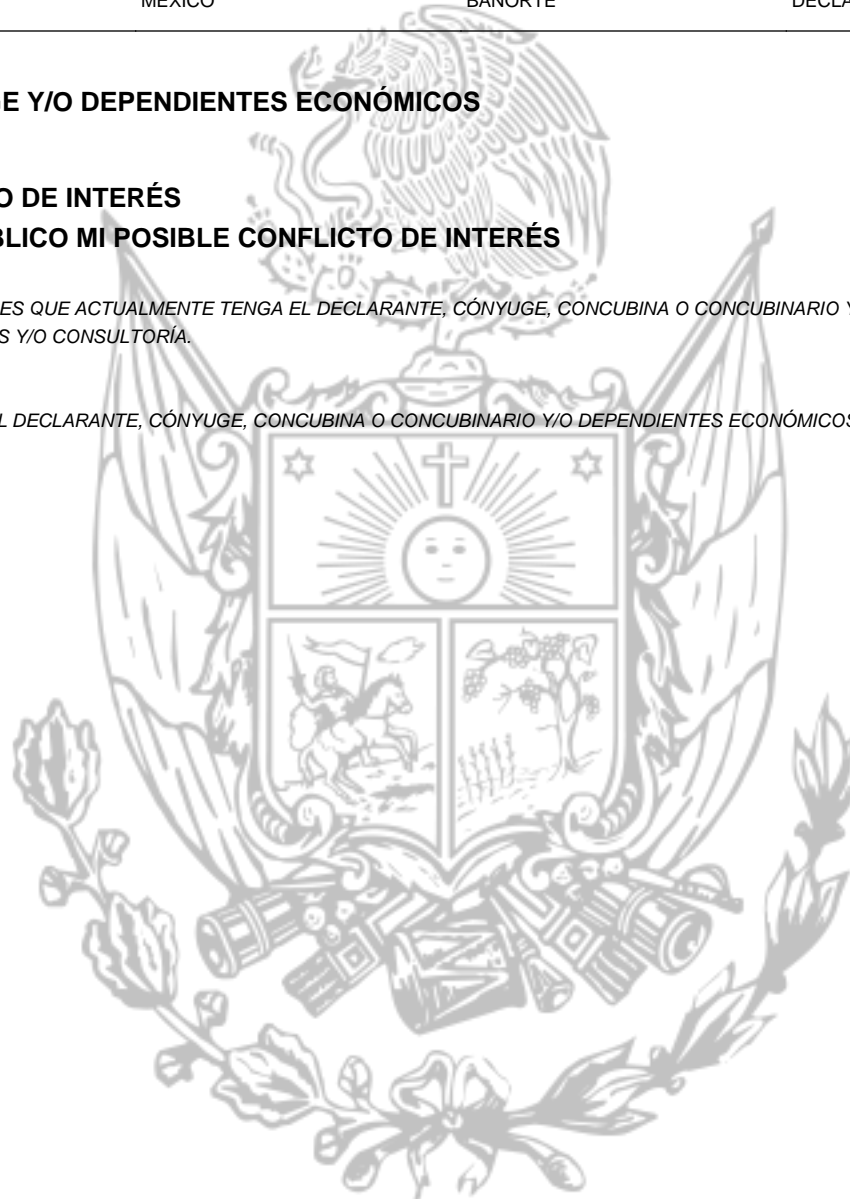 MÉXICO BANORTE DECLA
E Y/O DEPENDIENTES ECONÓMICOS
O DE INTERÉS
BLICO MI POSIBLE CONFLICTO DE INTERÉS
ES QUE ACTUALMENTE TENGA EL DECLARANTE, CÓNYUGE, CONCUBINA O CONCUBINARIO Y
S Y/O CONSULTORÍA.
L DECLARANTE, CÓNYUGE, CONCUBINA O CONCUBINARIO Y/O DEPENDIENTES ECONÓMICOS